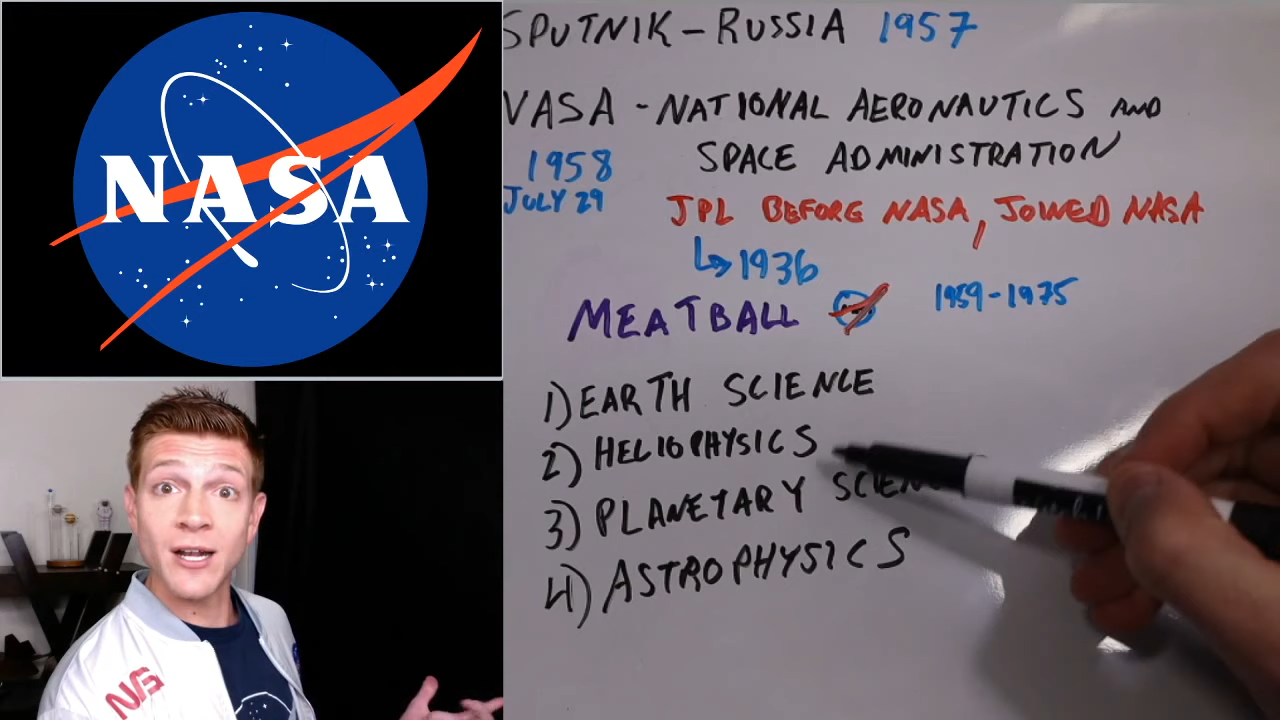 NASA
SPUTNIK - RUSSIA 1957
NASA - NATIONAL AERONAUTICS AND
SPACE ADMINISTRATION
1958
JULY 29
JPL BEFORE NASA, JOINED NASA
↳ 1936
MEATBALL 1959-1975
1) EARTH SCIENCE
2) HELIOPHYSICS
3) PLANETARY
4) ASTROPHYSICS